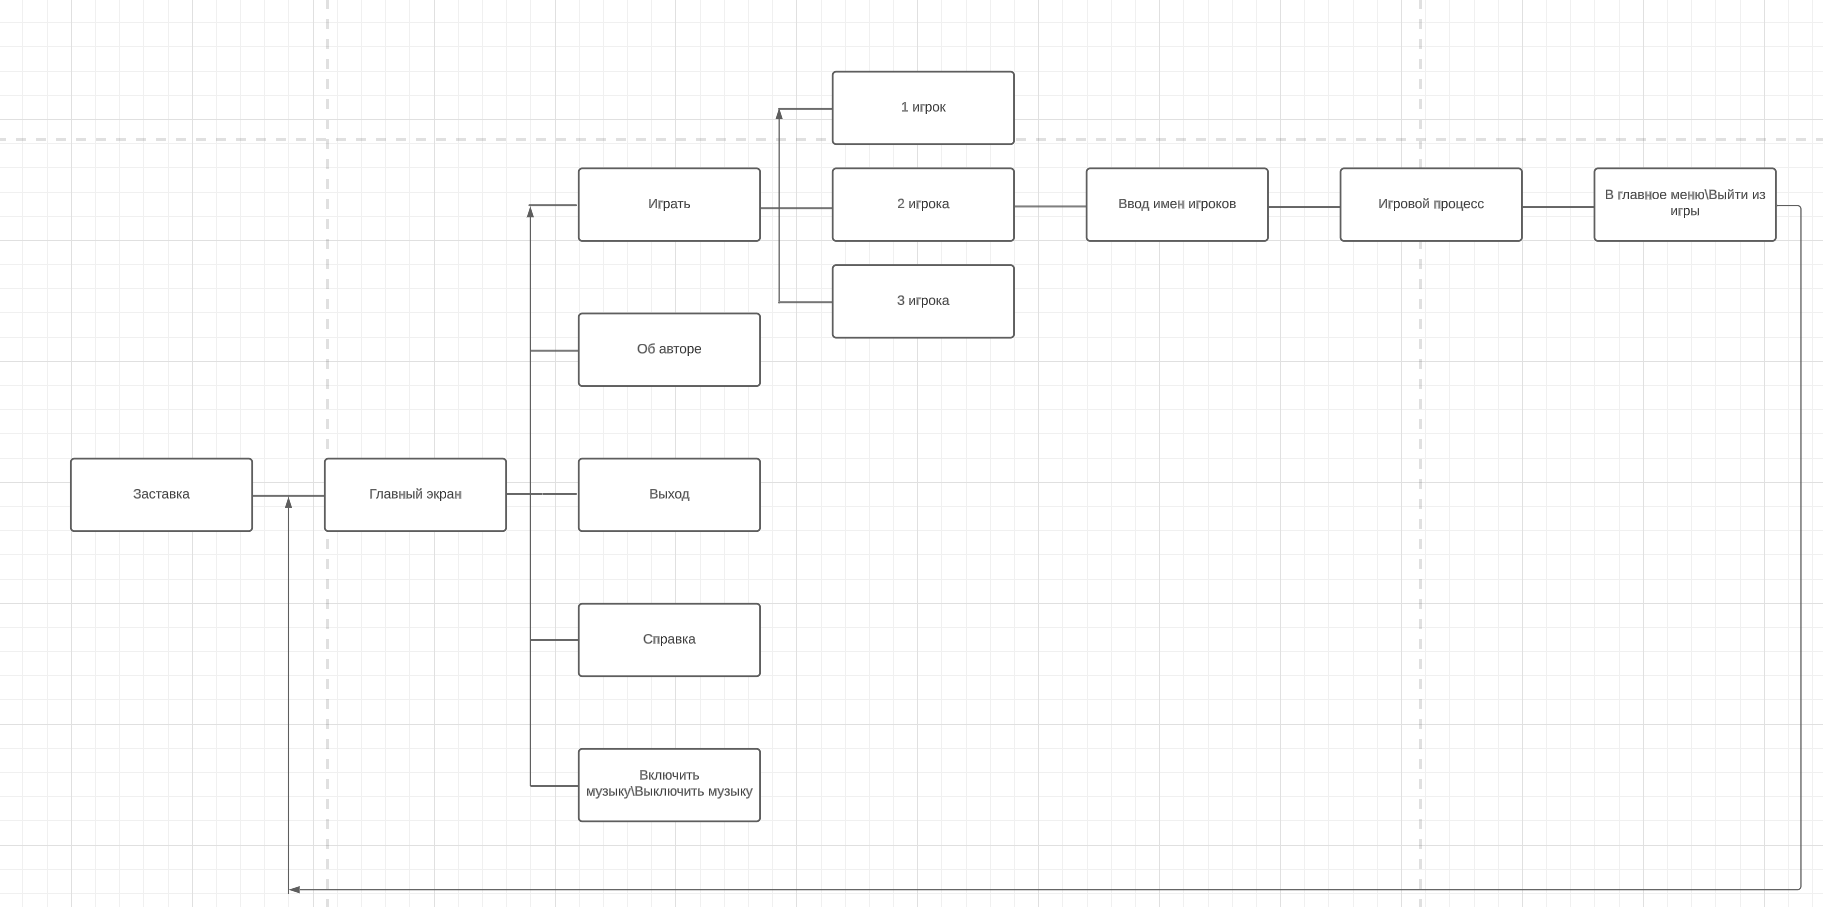 1 игрок
Играть
2 игрока
Ввод имен игроков
Игровой процесс
В главное меню\Выйти из
игры
3 игрока
Об авторе
Заставка
Главный экран
Выход
Справка
Включить
музыку\Выключить музыку